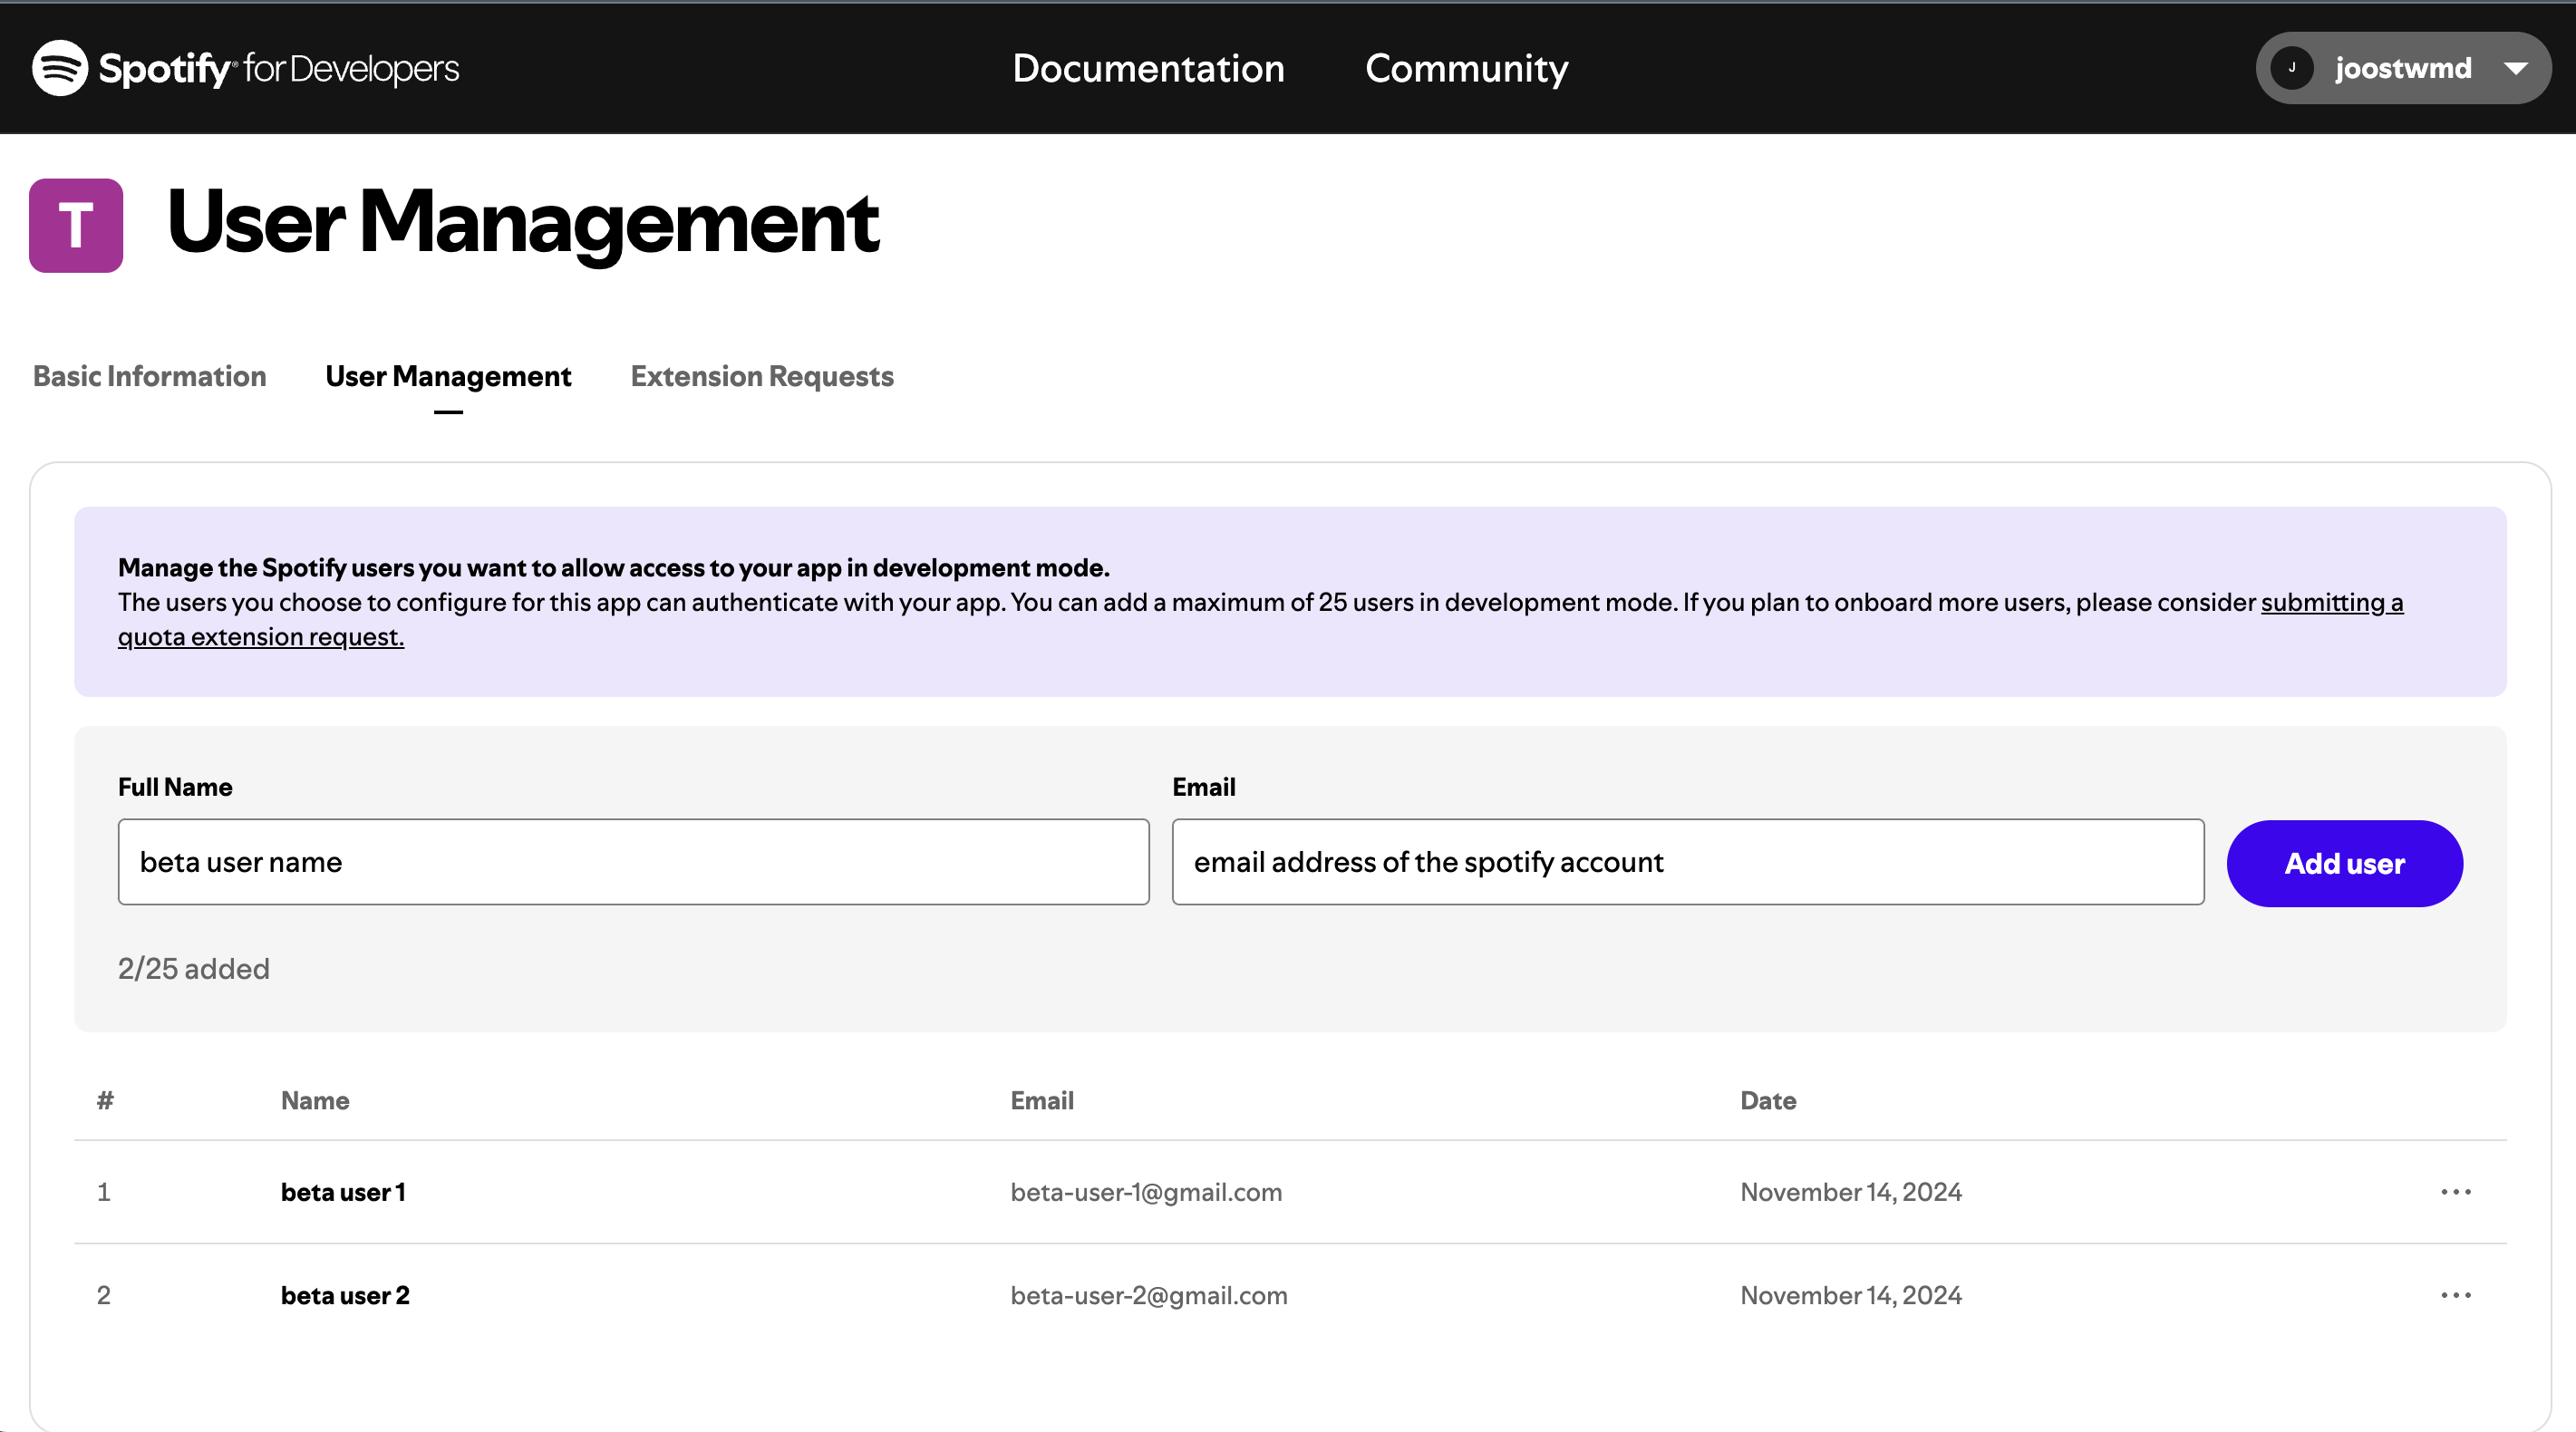 Spotify for Developers
Documentation
Community
J
joostwmd
T
User Management
Basic Information
User Management
Extension Requests
Manage the Spotify users you want to allow access to your app in development mode.
The users you choose to configure for this app can authenticate with your app. You can add a maximum of 25 users in development mode. If you plan to onboard more users, please consider submitting a
quota extension request.
Full Name
Email
beta user name
email address of the spotify account
Add user
2/25 added
# Name Email Date
1 beta user 1 beta-user-1@gmail.com November 14, 2024
2 beta user 2 beta-user-2@gmail.com November 14, 2024